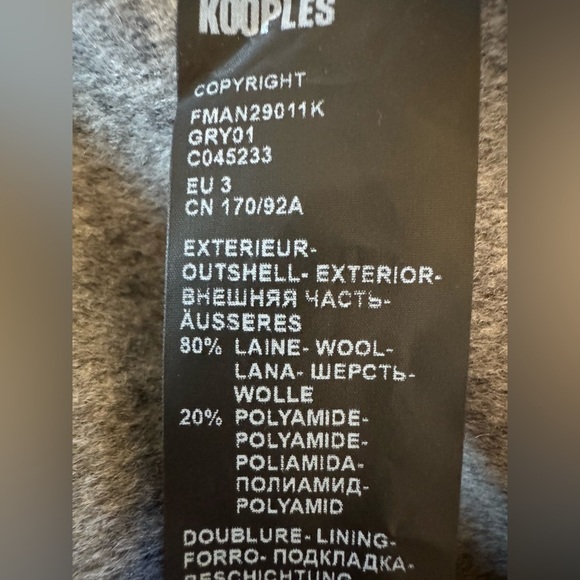 KOOPLES
COPYRIGHT
FMAN29011K
GRY01
C045233
EU 3
CN 170/92A
EXTERIEUR-
OUTSHELL- EXTERIOR-
ВНЕШНЯЯ ЧАСТЬ-
ÄUSSERES
80% LAINE- WOOL-
LANA- ШЕРСТЬ-
WOLLE
20% POLYAMIDE-
POLYAMIDE-
POLIAMIDA-
ПОЛИАМИД-
POLYAMID
DOUBLURE- LINING-
FORRO- ПОДКЛАДКА-
BESCHICHTUNG